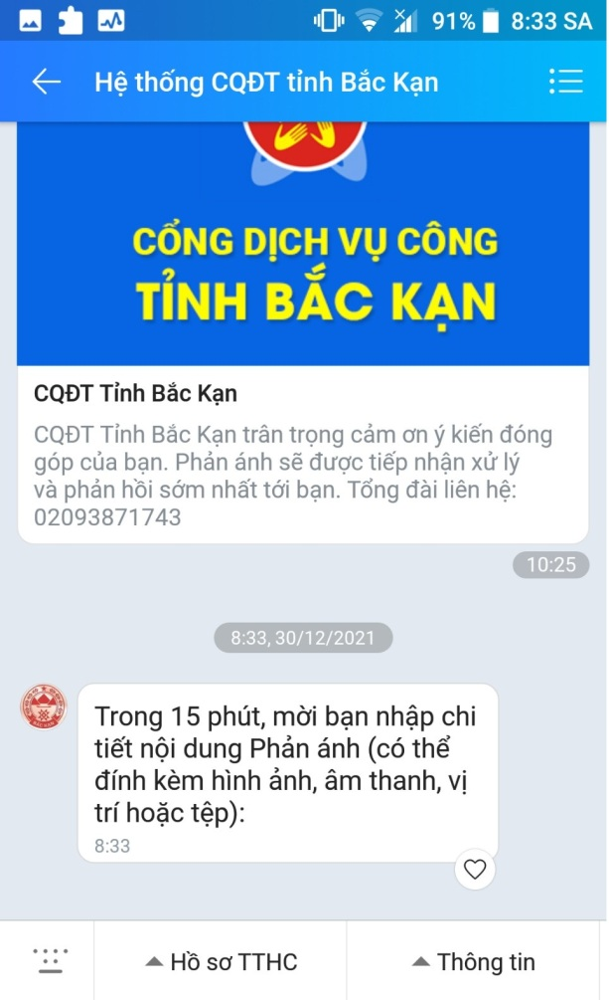 91% 8:33 SA
Hệ thống CQĐT tỉnh Bắc Kạn
CỔNG DỊCH VỤ CÔNG
TỈNH BẮC KẠN
CQĐT Tỉnh Bắc Kạn
CQĐT Tỉnh Bắc Kạn trân trọng cảm ơn ý kiến đóng
góp của bạn. Phản ánh sẽ được tiếp nhận xử lý
và phản hồi sớm nhất tới bạn. Tổng đài liên hệ:
02093871743
10:25
8:33, 30/12/2021
Trong 15 phút, mời bạn nhập chi
tiết nội dung Phản ánh (có thể
đính kèm hình ảnh, âm thanh, vị
trí hoặc tệp):
8:33
Hồ sơ TTHC
Thông tin